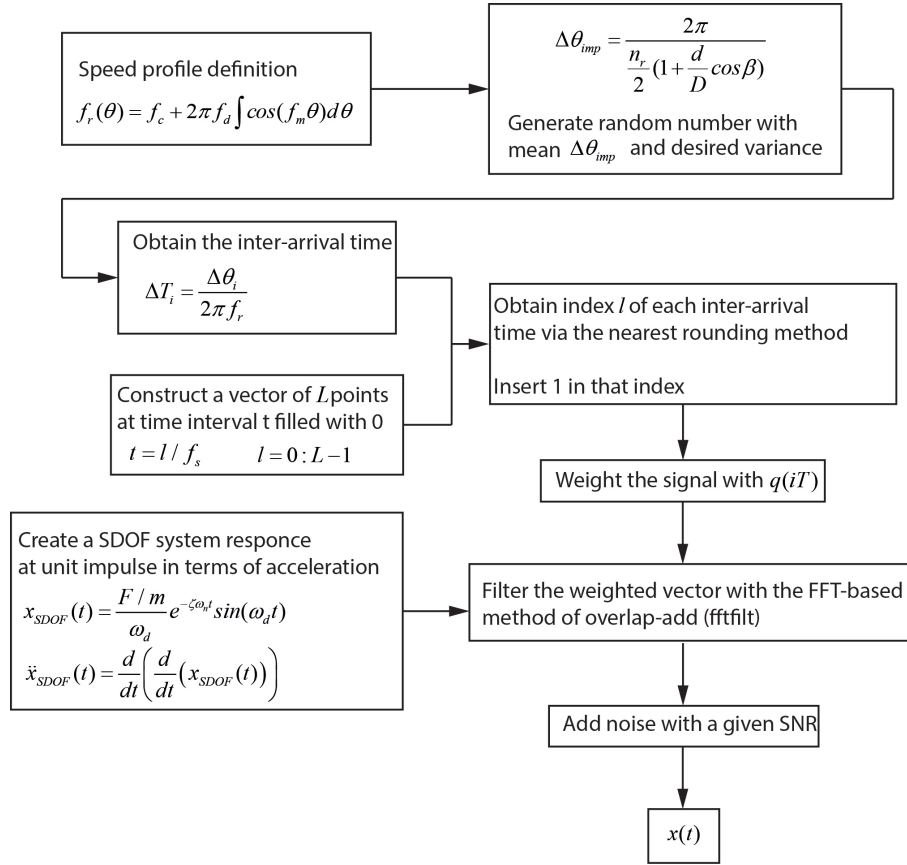 Speed profile definition
f_r(θ) = f_c + 2πf_d∫cos(f_mθ)dθ
Δθ_imp = 2π / (n_r/2 (1 + d/D cosβ))
Generate random number with
mean Δθ_imp and desired variance
Obtain the inter-arrival time
ΔT_i = Δθ_i / 2πf_r
Construct a vector of L points
at time interval t filled with 0
t = l / f_s l = 0 : L − 1
Obtain index l of each inter-arrival
time via the nearest rounding method
Insert 1 in that index
Weight the signal with q(iT)
Create a SDOF system responce
at unit impulse in terms of acceleration
x_SDOF(t) = F / m / ω_d e^(−ζω_nt) sin(ω_dt)
ẍ_SDOF(t) = d/dt (d/dt (x_SDOF(t)))
Filter the weighted vector with the FFT-based
method of overlap-add (fftfilt)
Add noise with a given SNR
x(t)